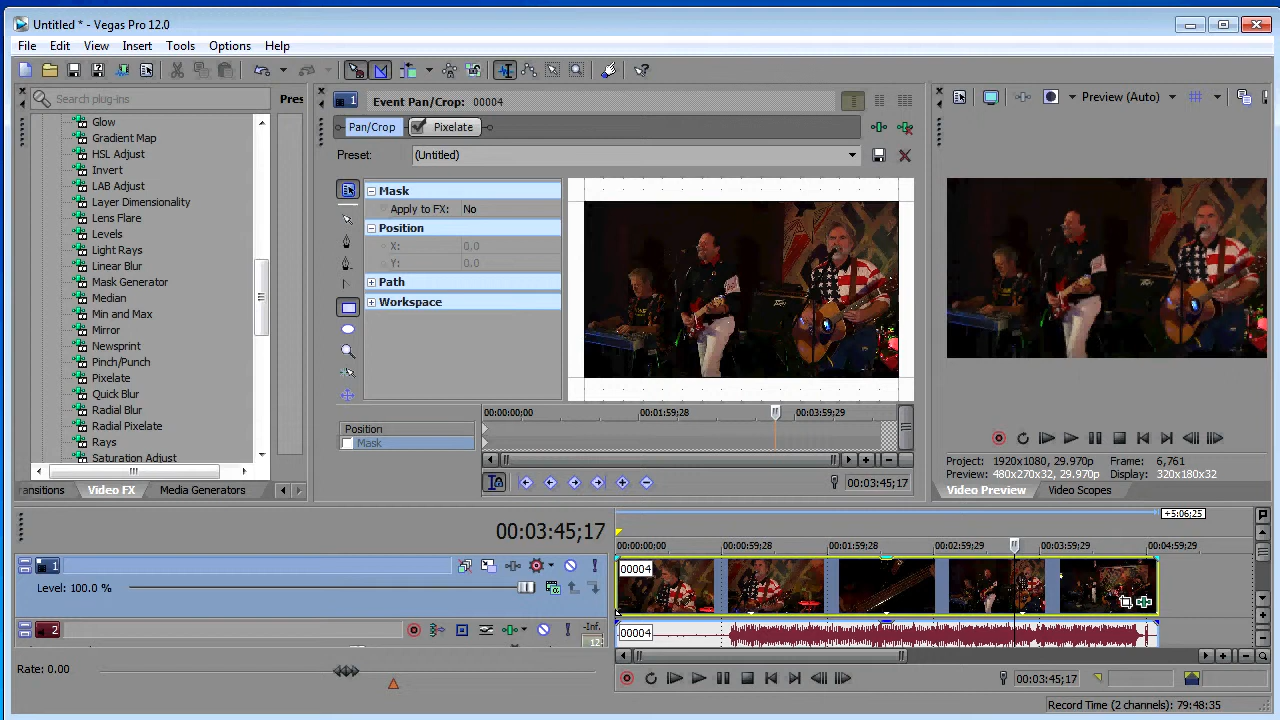 Untitled * - Vegas Pro 12.0
File Edit View Insert Tools Options Help
Search plug-ins
Pres
Glow
Gradient Map
HSL Adjust
Invert
LAB Adjust
Layer Dimensionality
Lens Flare
Levels
Light Rays
Linear Blur
Mask Generator
Median
Min and Max
Mirror
Newsprint
Pinch/Punch
Pixelate
Quick Blur
Radial Blur
Radial Pixelate
Rays
Saturation Adjust
ransitions Video FX Media Generators
1 Event Pan/Crop: 00004
Pan/Crop Pixelate
Preset: (Untitled)
Mask
Apply to FX: No
Position
X: 0.0
Y: 0.0
Path
Workspace
00:00:00;00 00:01:59;28 00:03:59;29
Position
Mask
00:03:45;17
Preview (Auto)
Project: 1920x1080, 29.970p Frame: 6,761
Preview: 480x270x32, 29.970p Display: 320x180x32
Video Preview Video Scopes
00:03:45;17
+5:06:25
00:00:00;00 00:00:59;28 00:01:59;28 00:02:59;29 00:03:59;29 00:04:59;29
1
Level: 100.0 %
00004
2
-Inf.
12
00004
Rate: 0.00
00:03:45;17
Record Time (2 channels): 79:48:35